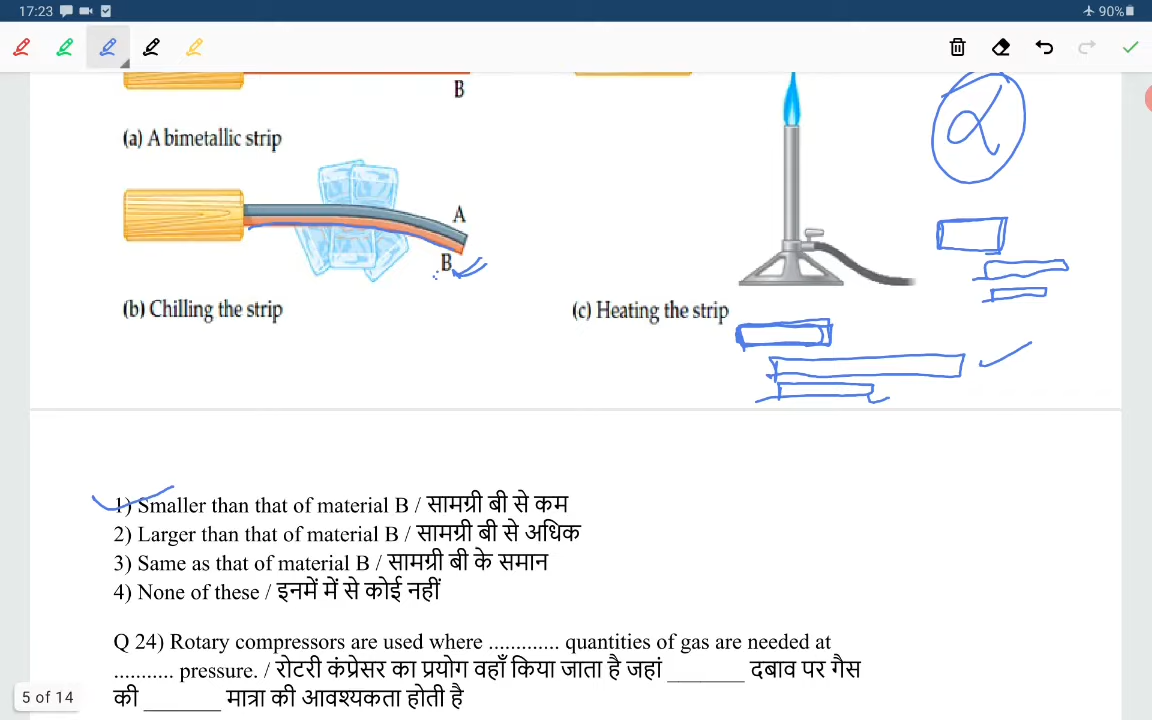 17:23
90%
B
(a) A bimetallic strip
α
A
B
(b) Chilling the strip
(c) Heating the strip
1) Smaller than that of material B / सामग्री बी से कम
2) Larger than that of material B / सामग्री बी से अधिक
3) Same as that of material B / सामग्री बी के समान
4) None of these / इनमें में से कोई नहीं
Q 24) Rotary compressors are used where ............. quantities of gas are needed at
........... pressure. / रोटरी कंप्रेसर का प्रयोग वहाँ किया जाता है जहां _______ दबाव पर गैस
की _______ मात्रा की आवश्यकता होती है
5 of 14